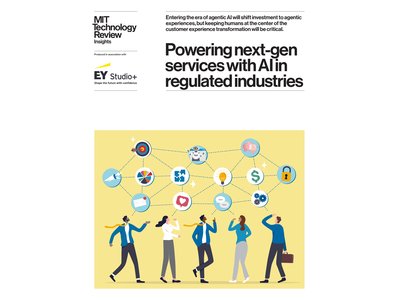 MIT
Technology
Review
Insights
Produced in association with
EY Studio+
Shape the future with confidence
Entering the era of agentic AI will shift investment to agentic
experiences, but keeping humans at the center of the
customer experience transformation will be critical.
Powering next-gen
services with AI in
regulated industries
$